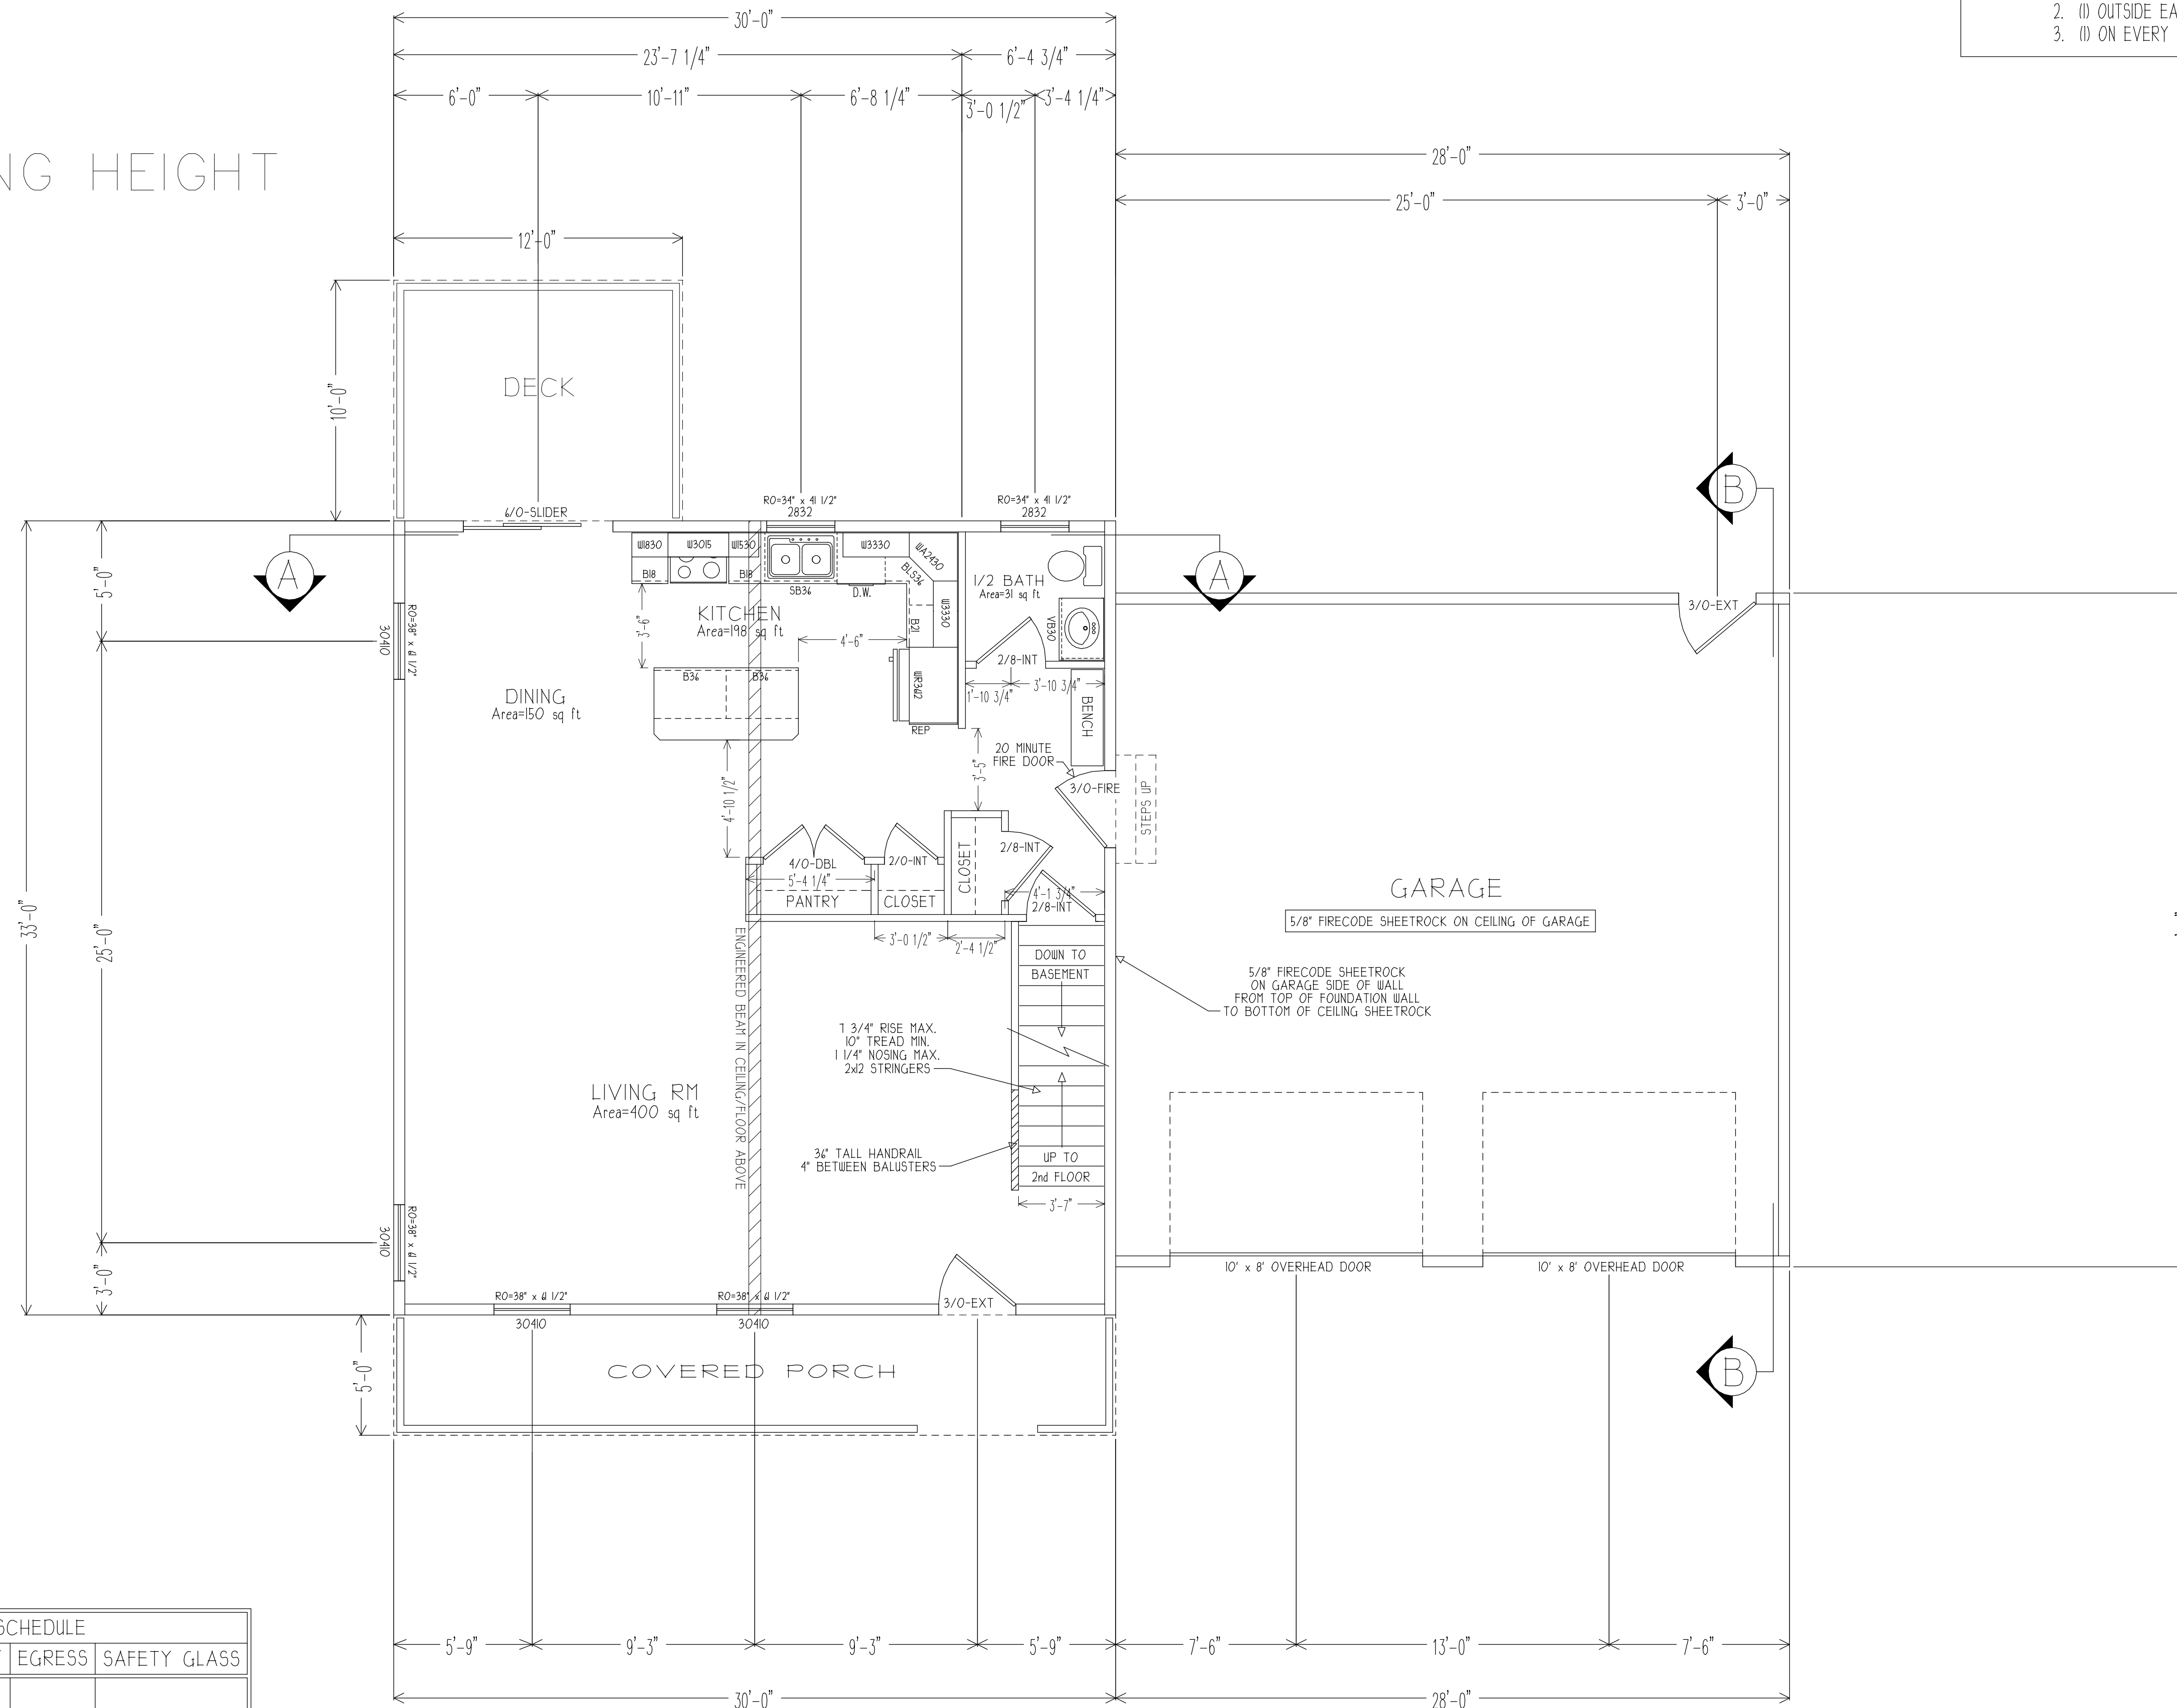 2. (1) OUTSIDE EA
3. (1) ON EVERY
30'-0"
23'-7 1/4"
6'-4 3/4"
6'-0"
10'-11"
6'-8 1/4"
3'-0 1/2"
3'-4 1/4"
NG HEIGHT
28'-0"
25'-0"
3'-0"
12'-0"
10'-0"
DECK
B
RO=34" x 41 1/2"
2832
RO=34" x 41 1/2"
2832
6/0-SLIDER
A
A
W1830
W3015
W1530
W3330
WA2430
B18
B18
SB36
D.W.
BLS36
W3330
B21
1/2 BATH
Area=31 sq ft
VB30
3/0-EXT
5'-0"
RO=38" x 61 1/2"
30410
KITCHEN
Area=198 sq ft
3'-6"
4'-6"
2/8-INT
1'-10 3/4"
3'-10 3/4"
B36
B36
WR3612
REP
BENCH
DINING
Area=150 sq ft
20 MINUTE
FIRE DOOR
3'-5"
3/0-FIRE
STEPS UP
4'-10 1/2"
4/0-DBL
2/0-INT
2/8-INT
CLOSET
5'-4 1/4"
PANTRY
CLOSET
4'-1 3/4"
2/8-INT
GARAGE
5/8" FIRECODE SHEETROCK ON CEILING OF GARAGE
33'-0"
25'-0"
3'-0 1/2"
2'-4 1/2"
ENGINEERED BEAM IN CEILING/FLOOR ABOVE
DOWN TO
BASEMENT
5/8" FIRECODE SHEETROCK
ON GARAGE SIDE OF WALL
FROM TOP OF FOUNDATION WALL
TO BOTTOM OF CEILING SHEETROCK
7 3/4" RISE MAX.
10" TREAD MIN.
1 1/4" NOSING MAX.
2x12 STRINGERS
LIVING RM
Area=400 sq ft
36" TALL HANDRAIL
4" BETWEEN BALUSTERS
UP TO
2nd FLOOR
3'-7"
RO=38" x 61 1/2"
30410
3'-0"
10' x 8' OVERHEAD DOOR
10' x 8' OVERHEAD DOOR
RO=38" x 61 1/2"
30410
RO=38" x 61 1/2"
30410
3/0-EXT
5'-0"
COVERED PORCH
B
SCHEDULE
EGRESS
SAFETY GLASS
5'-9"
9'-3"
9'-3"
5'-9"
7'-6"
13'-0"
7'-6"
30'-0"
28'-0"